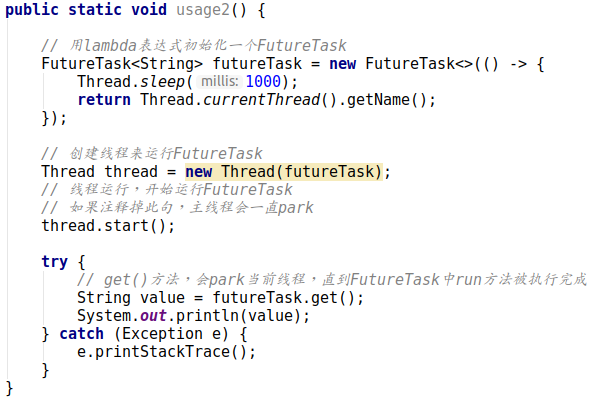 public static void usage2() {
// 用lambda表达式初始化一个FutureTask
FutureTask<String> futureTask = new FutureTask<>(() -> {
Thread.sleep( millis: 1000);
return Thread.currentThread().getName();
});
// 创建线程来运行FutureTask
Thread thread = new Thread(futureTask);
// 线程运行，开始运行FutureTask
// 如果注释掉此句，主线程会一直park
thread.start();
try {
// get()方法，会park当前线程，直到FutureTask中run方法被执行完成
String value = futureTask.get();
System.out.println(value);
} catch (Exception e) {
e.printStackTrace();
}
}